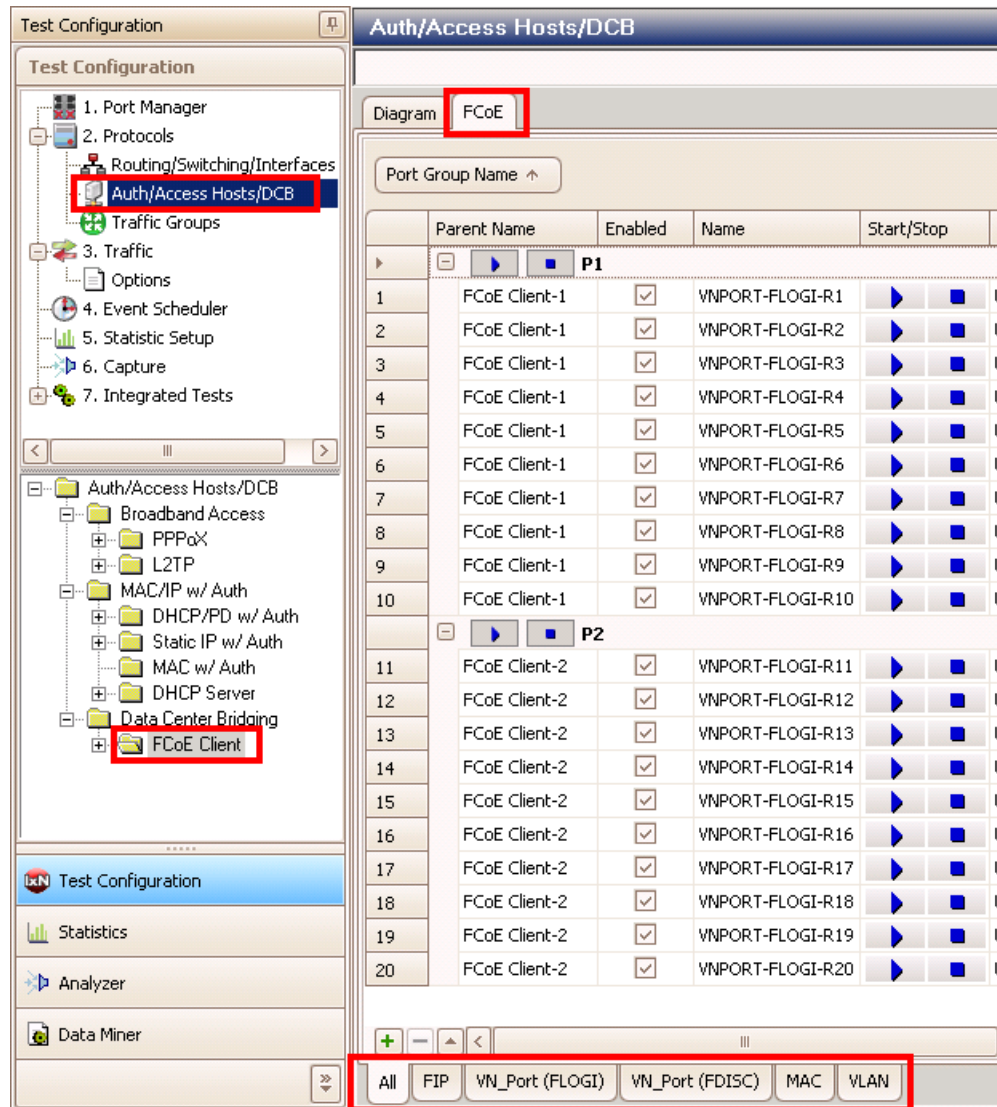 Test Configuration
Test Configuration
1. Port Manager
2. Protocols
Routing/Switching/Interfaces
Auth/Access Hosts/DCB
Traffic Groups
3. Traffic
Options
4. Event Scheduler
5. Statistic Setup
6. Capture
7. Integrated Tests
Auth/Access Hosts/DCB
Broadband Access
PPPoX
L2TP
MAC/IP w/ Auth
DHCP/PD w/ Auth
Static IP w/ Auth
MAC w/ Auth
DHCP Server
Data Center Bridging
FCoE Client
IxN Test Configuration
Statistics
Analyzer
Data Miner
Auth/Access Hosts/DCB
Diagram FCoE
Port Group Name
Parent Name Enabled Name Start/Stop
P1
1 FCoE Client-1 VNPORT-FLOGI-R1
2 FCoE Client-1 VNPORT-FLOGI-R2
3 FCoE Client-1 VNPORT-FLOGI-R3
4 FCoE Client-1 VNPORT-FLOGI-R4
5 FCoE Client-1 VNPORT-FLOGI-R5
6 FCoE Client-1 VNPORT-FLOGI-R6
7 FCoE Client-1 VNPORT-FLOGI-R7
8 FCoE Client-1 VNPORT-FLOGI-R8
9 FCoE Client-1 VNPORT-FLOGI-R9
10 FCoE Client-1 VNPORT-FLOGI-R10
P2
11 FCoE Client-2 VNPORT-FLOGI-R11
12 FCoE Client-2 VNPORT-FLOGI-R12
13 FCoE Client-2 VNPORT-FLOGI-R13
14 FCoE Client-2 VNPORT-FLOGI-R14
15 FCoE Client-2 VNPORT-FLOGI-R15
16 FCoE Client-2 VNPORT-FLOGI-R16
17 FCoE Client-2 VNPORT-FLOGI-R17
18 FCoE Client-2 VNPORT-FLOGI-R18
19 FCoE Client-2 VNPORT-FLOGI-R19
20 FCoE Client-2 VNPORT-FLOGI-R20
All FIP VN_Port (FLOGI) VN_Port (FDISC) MAC VLAN